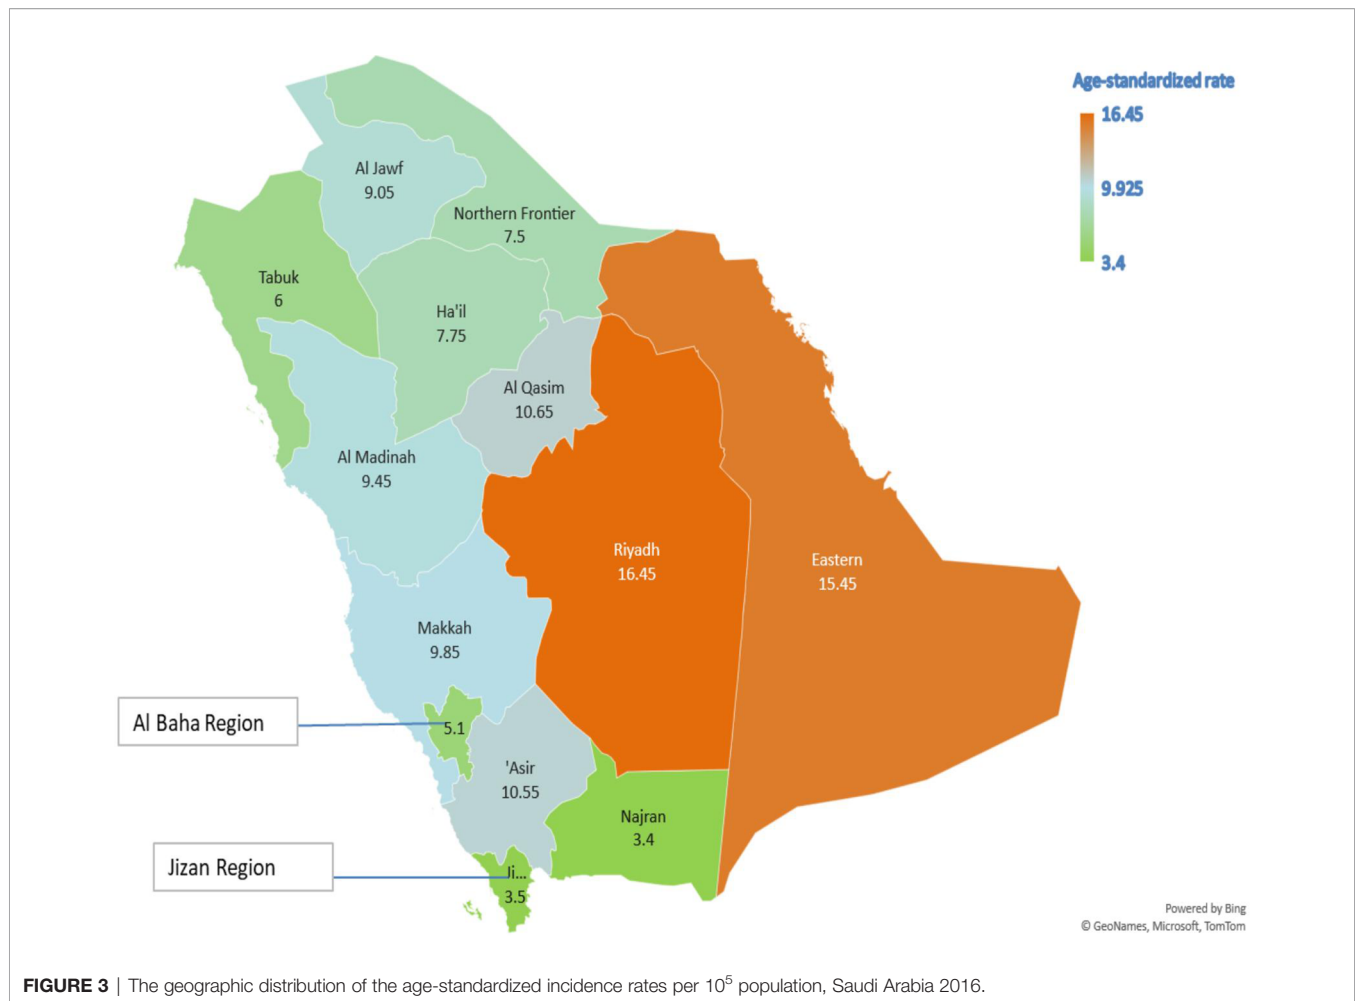 Age-standardized rate
16.45
9.925
3.4
Al Jawf
9.05
Northern Frontier
7.5
Tabuk
6
Ha'il
7.75
Al Qasim
10.65
Al Madinah
9.45
Riyadh
16.45
Eastern
15.45
Makkah
9.85
Al Baha Region
5.1
'Asir
10.55
Najran
3.4
Jizan Region
Ji...
3.5
Powered by Bing
© GeoNames, Microsoft, TomTom
FIGURE 3 | The geographic distribution of the age-standardized incidence rates per 10⁵ population, Saudi Arabia 2016.